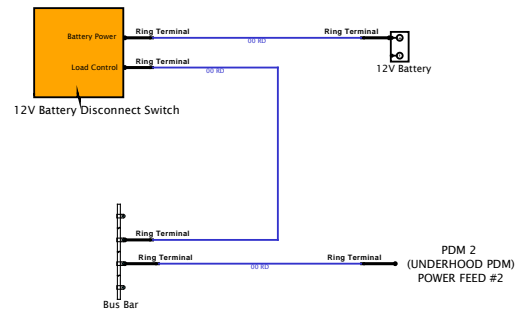 Battery Power
Ring Terminal
00 RD
Ring Terminal
Load Control
Ring Terminal
00 RD
12V Battery
12V Battery Disconnect Switch
Ring Terminal
Ring Terminal
00 RD
Ring Terminal
PDM 2
(UNDERHOOD PDM)
POWER FEED #2
Bus Bar